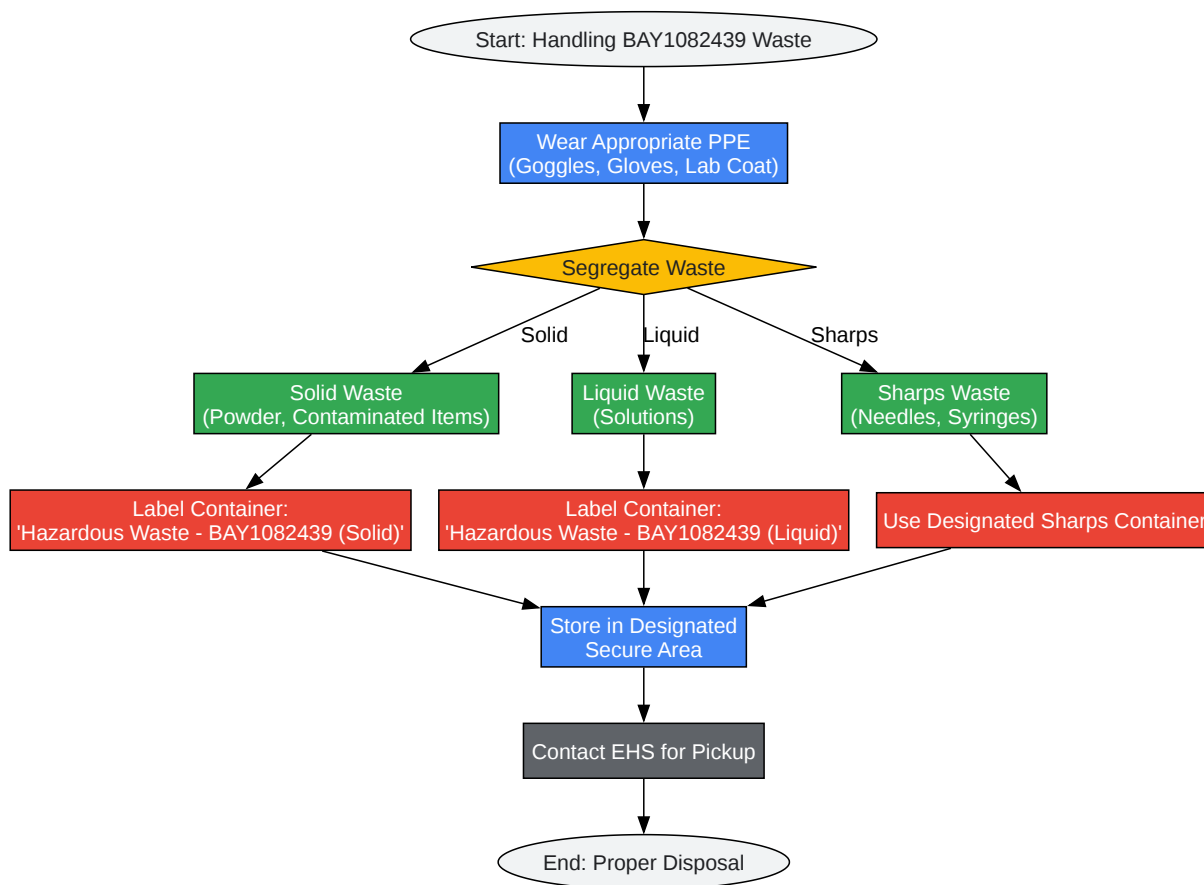 Start: Handling BAY1082439 Waste
Wear Appropriate PPE
(Goggles, Gloves, Lab Coat)
Segregate Waste
Solid
Liquid
Sharps
Solid Waste
(Powder, Contaminated Items)
Liquid Waste
(Solutions)
Sharps Waste
(Needles, Syringes)
Label Container:
'Hazardous Waste - BAY1082439 (Solid)'
Label Container:
'Hazardous Waste - BAY1082439 (Liquid)'
Use Designated Sharps Container
Store in Designated
Secure Area
Contact EHS for Pickup
End: Proper Disposal